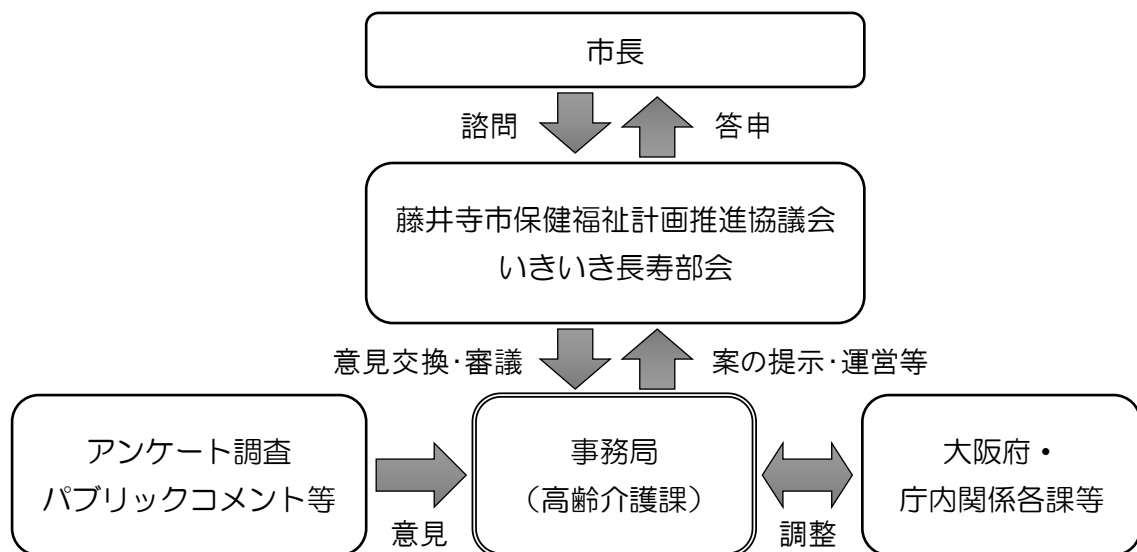 市長
諮問
答申
藤井寺市保健福祉計画推進協議会
いきいき長寿部会
意見交換・審議
案の提示・運営等
アンケート調査
パブリックコメント等
意見
事務局
（高齢介護課）
調整
大阪府・
庁内関係各課等